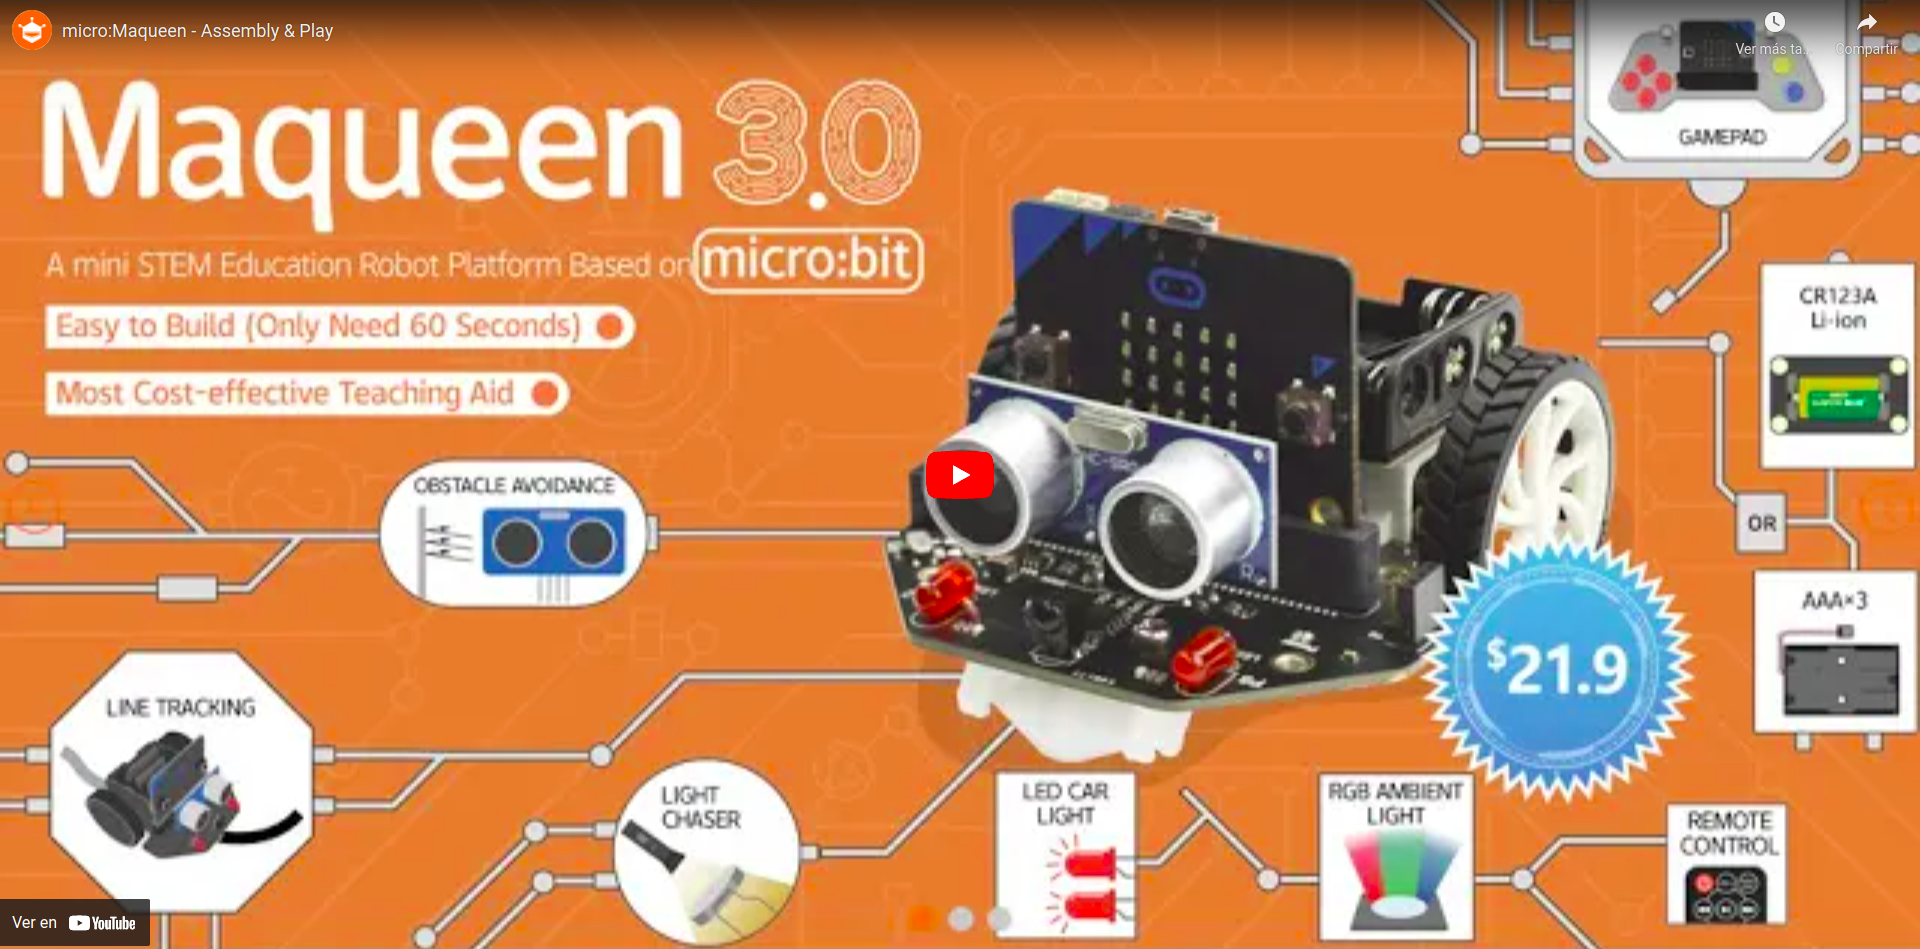 micro:Maqueen - Assembly & Play
Ver más ta...
Compartir
Maqueen 3.0
A mini STEM Education Robot Platform Based on micro:bit
Easy to Build (Only Need 60 Seconds)
Most Cost-effective Teaching Aid
GAMEPAD
CR123A
Li-ion
OR
AAA×3
OBSTACLE AVOIDANCE
$21.9
LINE TRACKING
LIGHT
CHASER
LED CAR
LIGHT
RGB AMBIENT
LIGHT
REMOTE
CONTROL
Ver en YouTube